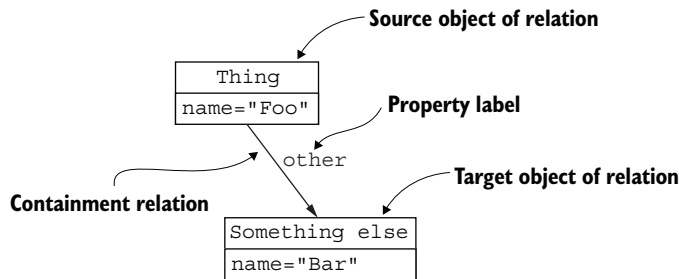 Source object of relation
Thing
name="Foo"
Property label
other
Target object of relation
Containment relation
Something else
name="Bar"